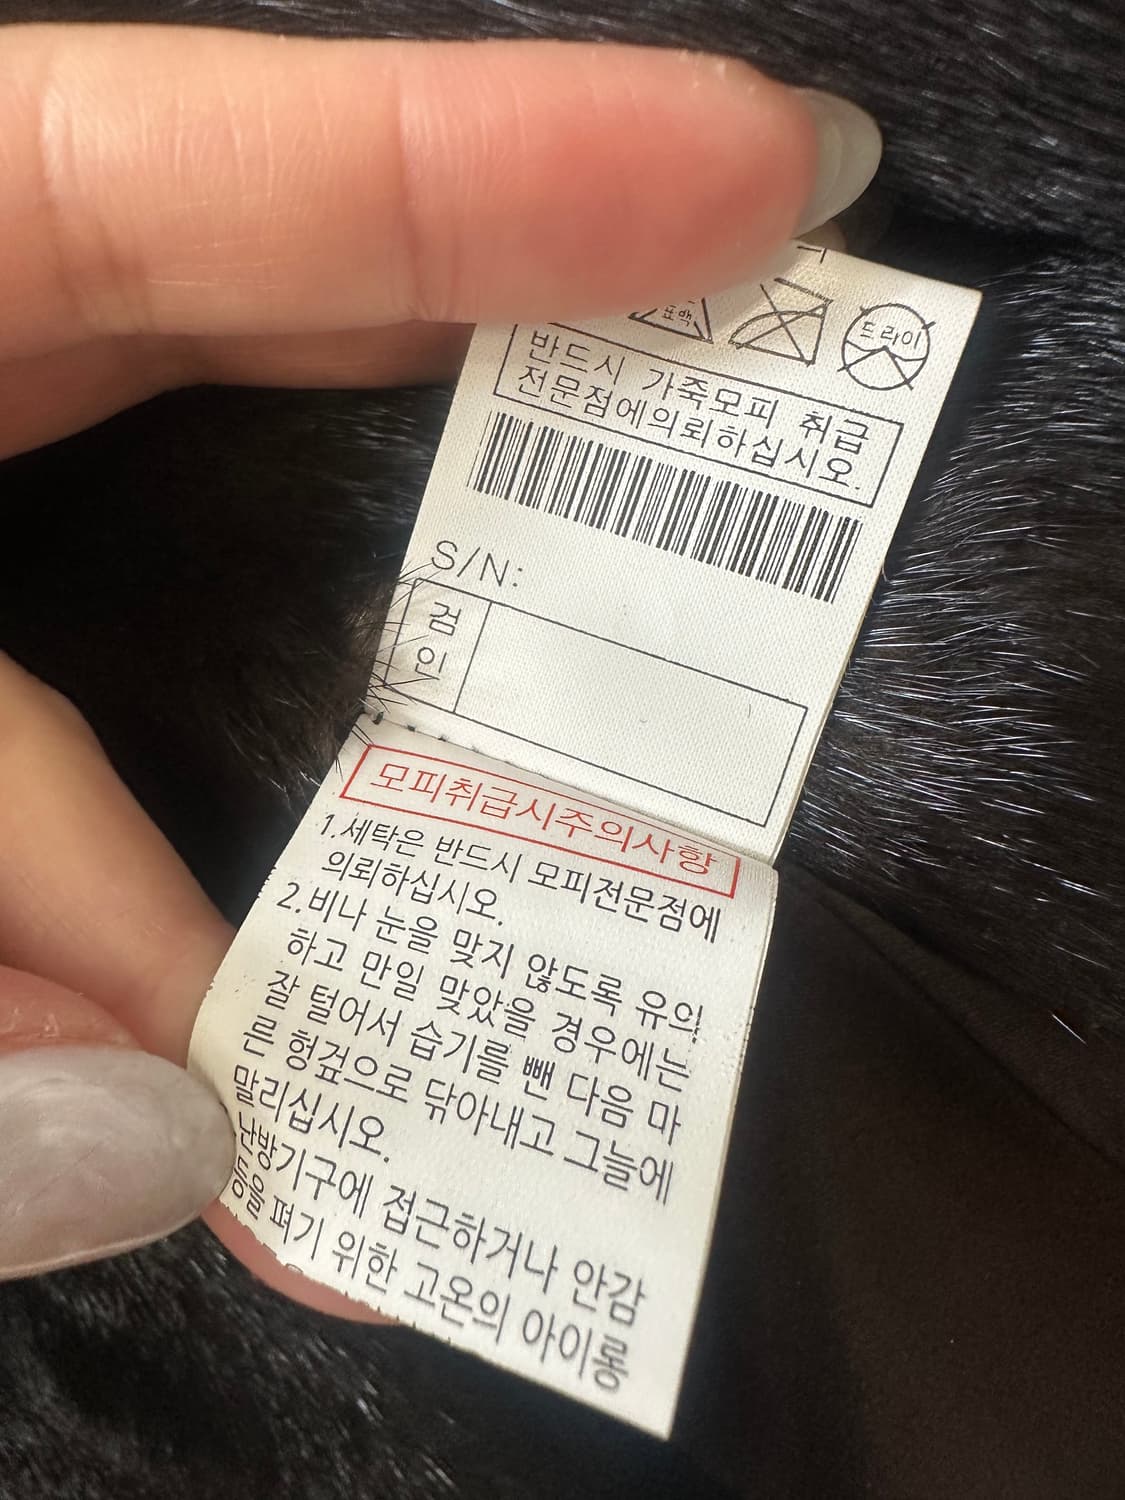 표백
드라이
반드시 가죽모피 취급
전문점에의뢰하십시오.
S/N:
검
인
모피취급시주의사항
1.세탁은 반드시 모피전문점에
의뢰하십시오.
2.비나 눈을 맞지 않도록 유의
하고 만일 맞았을 경우에는
잘 털어서 습기를 뺀 다음 마
른 헝겊으로 닦아내고 그늘에
말리십시오.
난방기구에 접근하거나 안감
등을 펴기 위한 고온의 아이롱